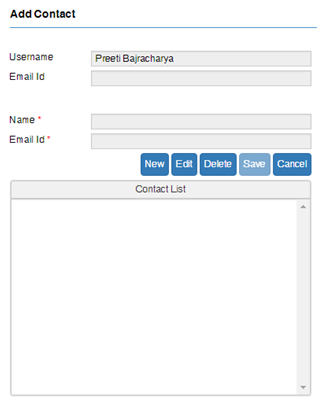 Add Contact
Username Preeti Bajracharya
Email Id
Name *
Email Id *
New Edit Delete Save Cancel
Contact List